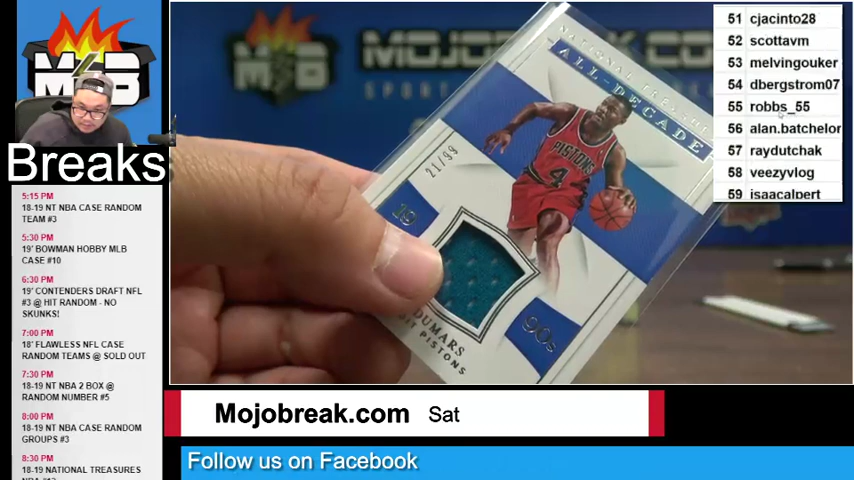 MSB
Breaks
5:15 PM
18-19 NT NBA CASE RANDOM
TEAM #3
5:30 PM
19' BOWMAN HOBBY MLB
CASE #10
6:30 PM
19' CONTENDERS DRAFT NFL
#3 @ HIT RANDOM - NO
SKUNKS!
7:00 PM
18' FLAWLESS NFL CASE
RANDOM TEAMS @ SOLD OUT
7:30 PM
18-19 NT NBA 2 BOX @
RANDOM NUMBER #5
8:00 PM
18-19 NT NBA CASE RANDOM
GROUPS #3
8:30 PM
18-19 NATIONAL TREASURES
MOJOBREAK.COM
NATIONAL
ALL-DECADE
21/99
PISTONS
4
19
90s
DUMARS
PISTONS
51 cjacinto28
52 scottavm
53 melvingouker
54 dbergstrom07
55 robbs_55
56 alan.batchelor
57 raydutchak
58 veezyvlog
59 isaacalpert
Mojobreak.com Sat
Follow us on Facebook